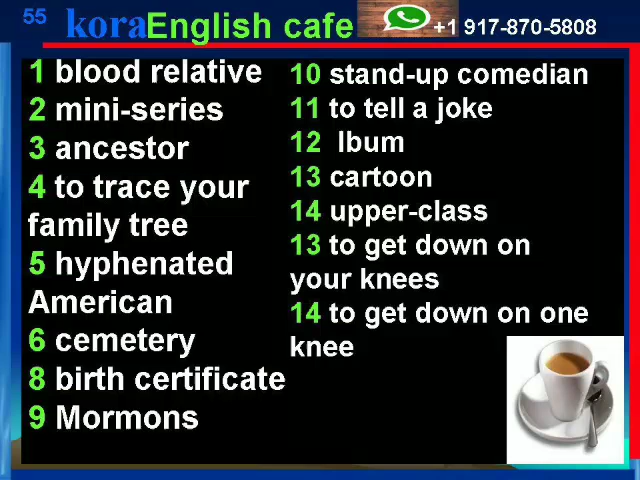 55 kora English cafe +1 917-870-5808
1 blood relative
2 mini-series
3 ancestor
4 to trace your
family tree
5 hyphenated
American
6 cemetery
8 birth certificate
9 Mormons
10 stand-up comedian
11 to tell a joke
12 lbum
13 cartoon
14 upper-class
13 to get down on
your knees
14 to get down on one
knee